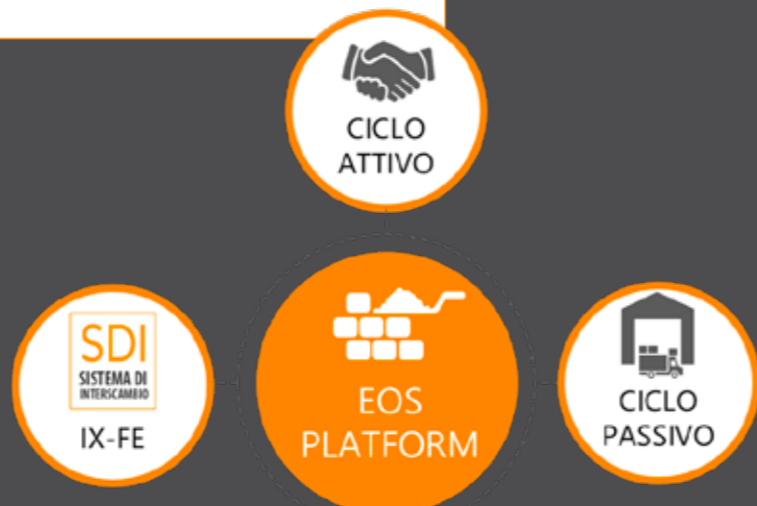 CICLO
ATTIVO
SDI
SISTEMA DI
INTERSCAMBIO
IX-FE
EOS
PLATFORM
CICLO
PASSIVO